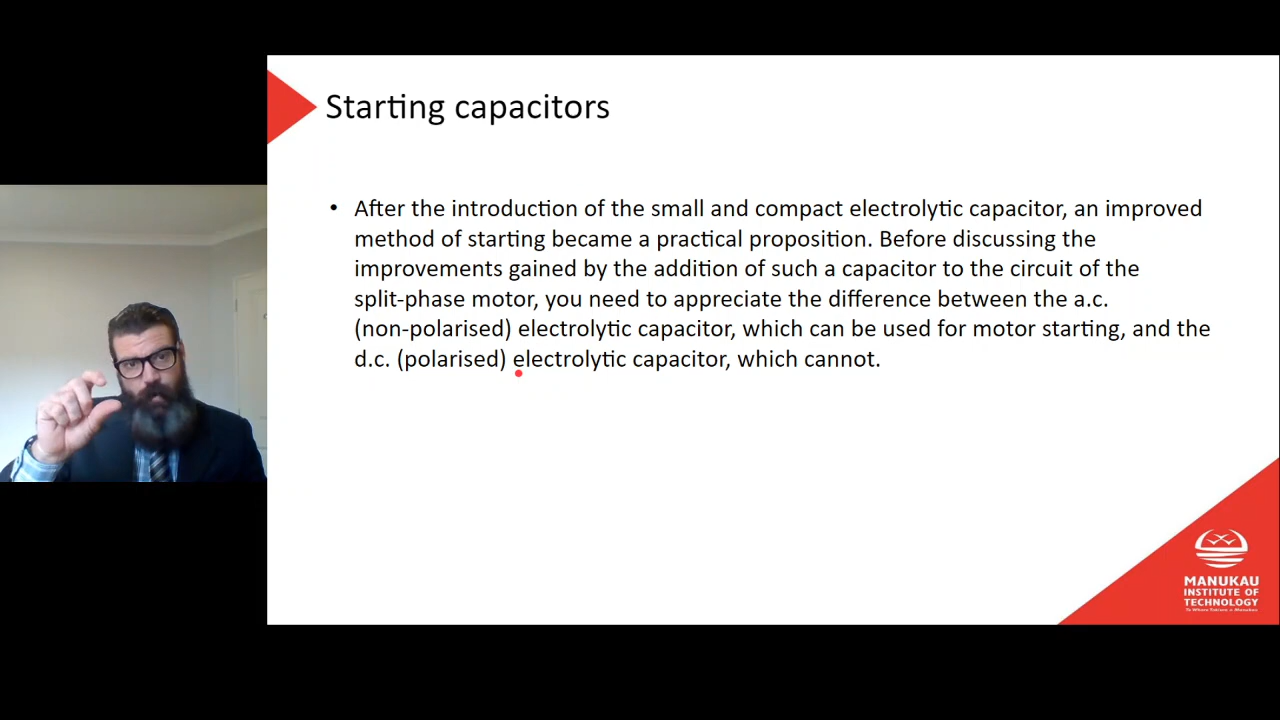 Starting capacitors
• After the introduction of the small and compact electrolytic capacitor, an improved
method of starting became a practical proposition. Before discussing the
improvements gained by the addition of such a capacitor to the circuit of the
split-phase motor, you need to appreciate the difference between the a.c.
(non-polarised) electrolytic capacitor, which can be used for motor starting, and the
d.c. (polarised) electrolytic capacitor, which cannot.
MANUKAU
INSTITUTE OF
TECHNOLOGY